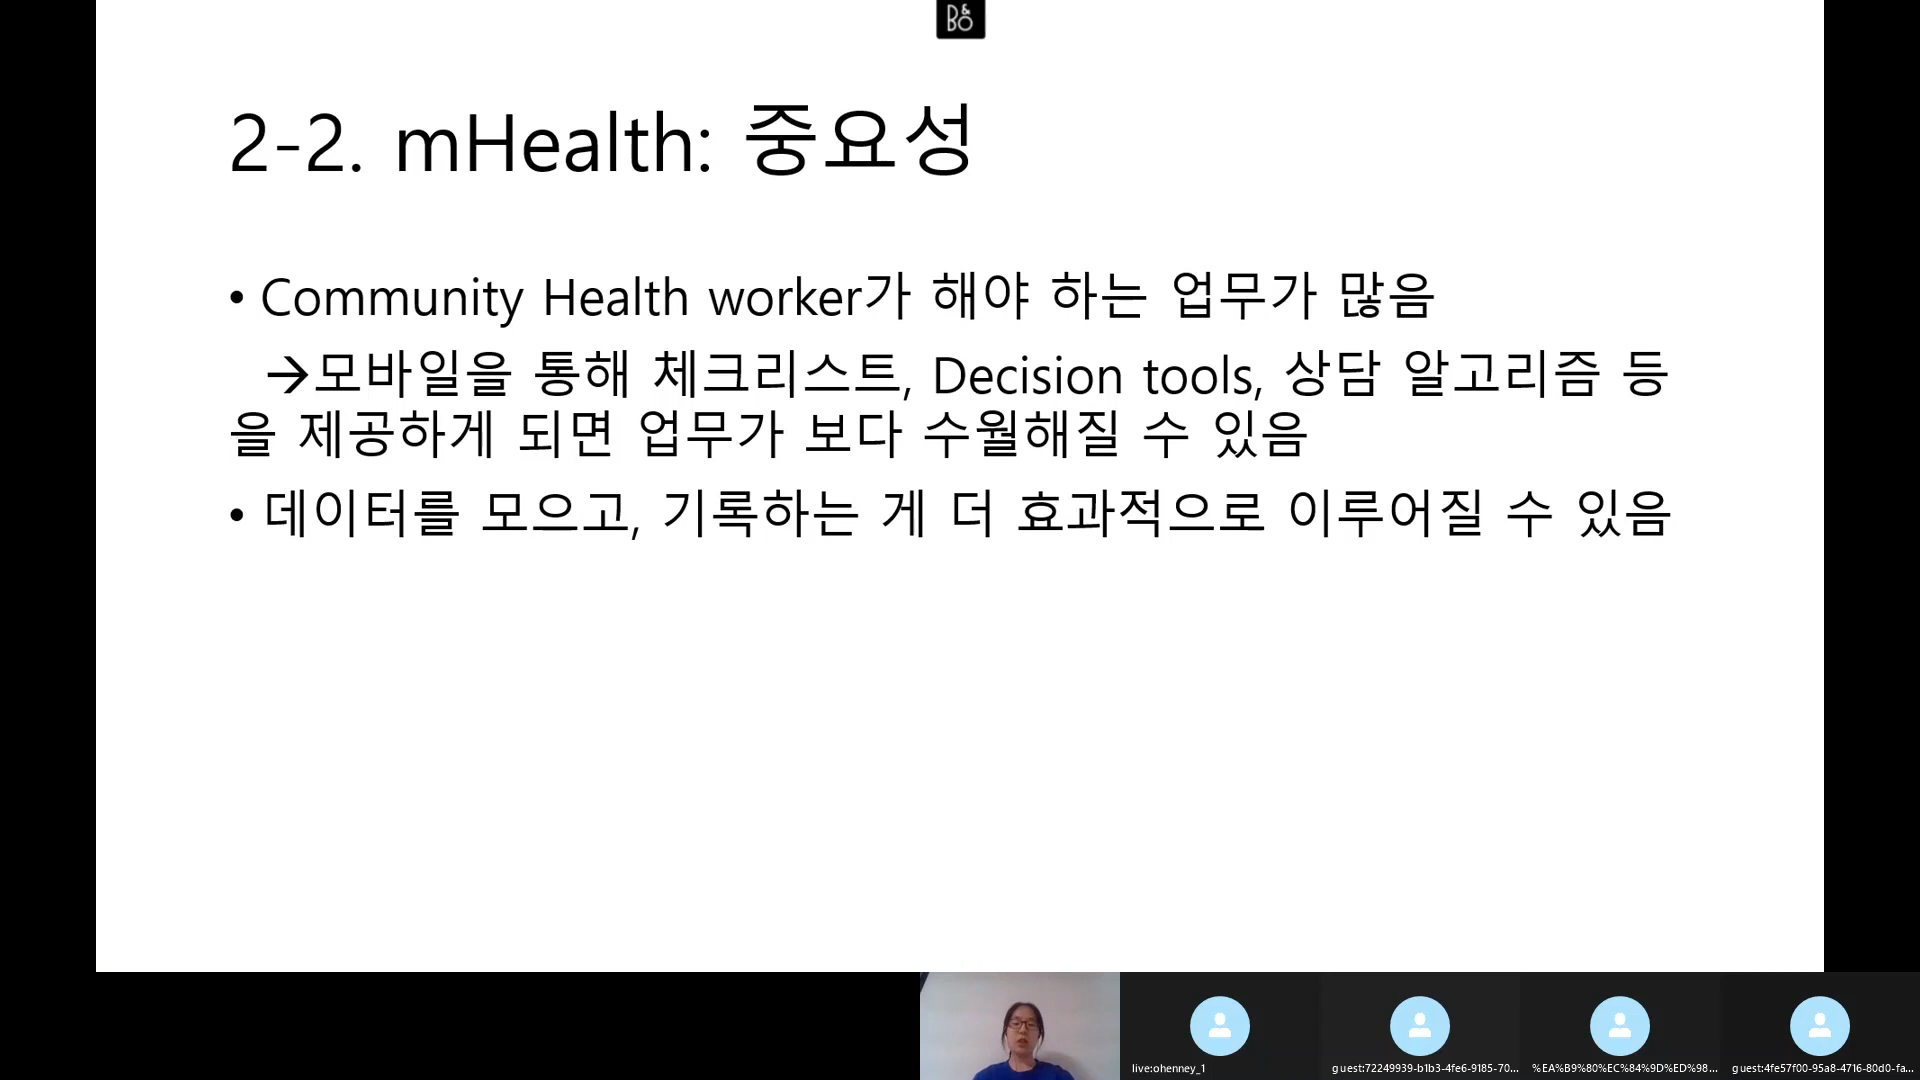 B&O
2-2. mHealth: 중요성
• Community Health worker가 해야 하는 업무가 많음
→모바일을 통해 체크리스트, Decision tools, 상담 알고리즘 등
을 제공하게 되면 업무가 보다 수월해질 수 있음
• 데이터를 모으고, 기록하는 게 더 효과적으로 이루어질 수 있음
live:ohenney_1
guest:72249939-b1b3-4fe6-9185-70...
%EA%B9%80%EC%84%9D%ED%98...
guest:4fe57f00-95a8-4716-80d0-fa...